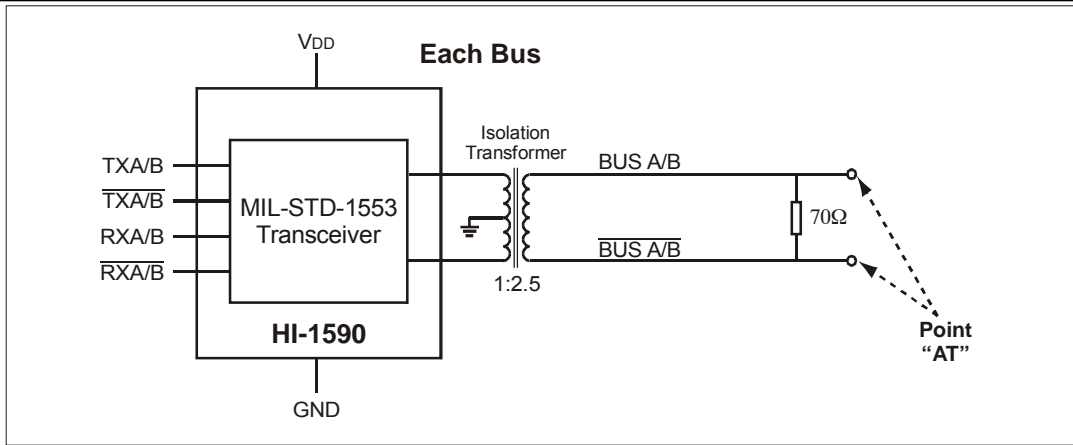 VDD
Each Bus
Isolation
Transformer
BUS A/B
TXA/B
TXA/B
RXA/B
RXA/B
MIL-STD-1553
Transceiver
70Ω
BUS A/B
1:2.5
HI-1590
Point
“AT”
GND